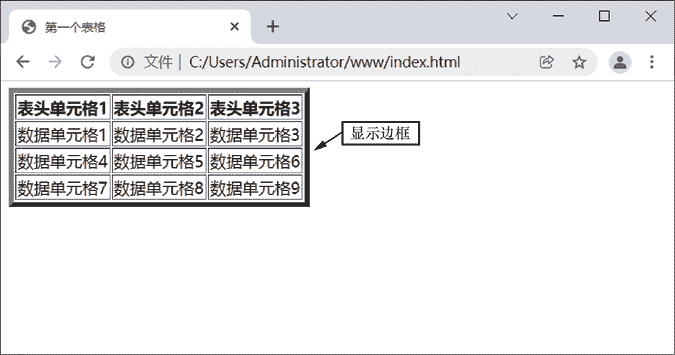 第一个表格
文件 | C:/Users/Administrator/www/index.html
表头单元格1 表头单元格2 表头单元格3
数据单元格1 数据单元格2 数据单元格3
显示边框
数据单元格4 数据单元格5 数据单元格6
数据单元格7 数据单元格8 数据单元格9